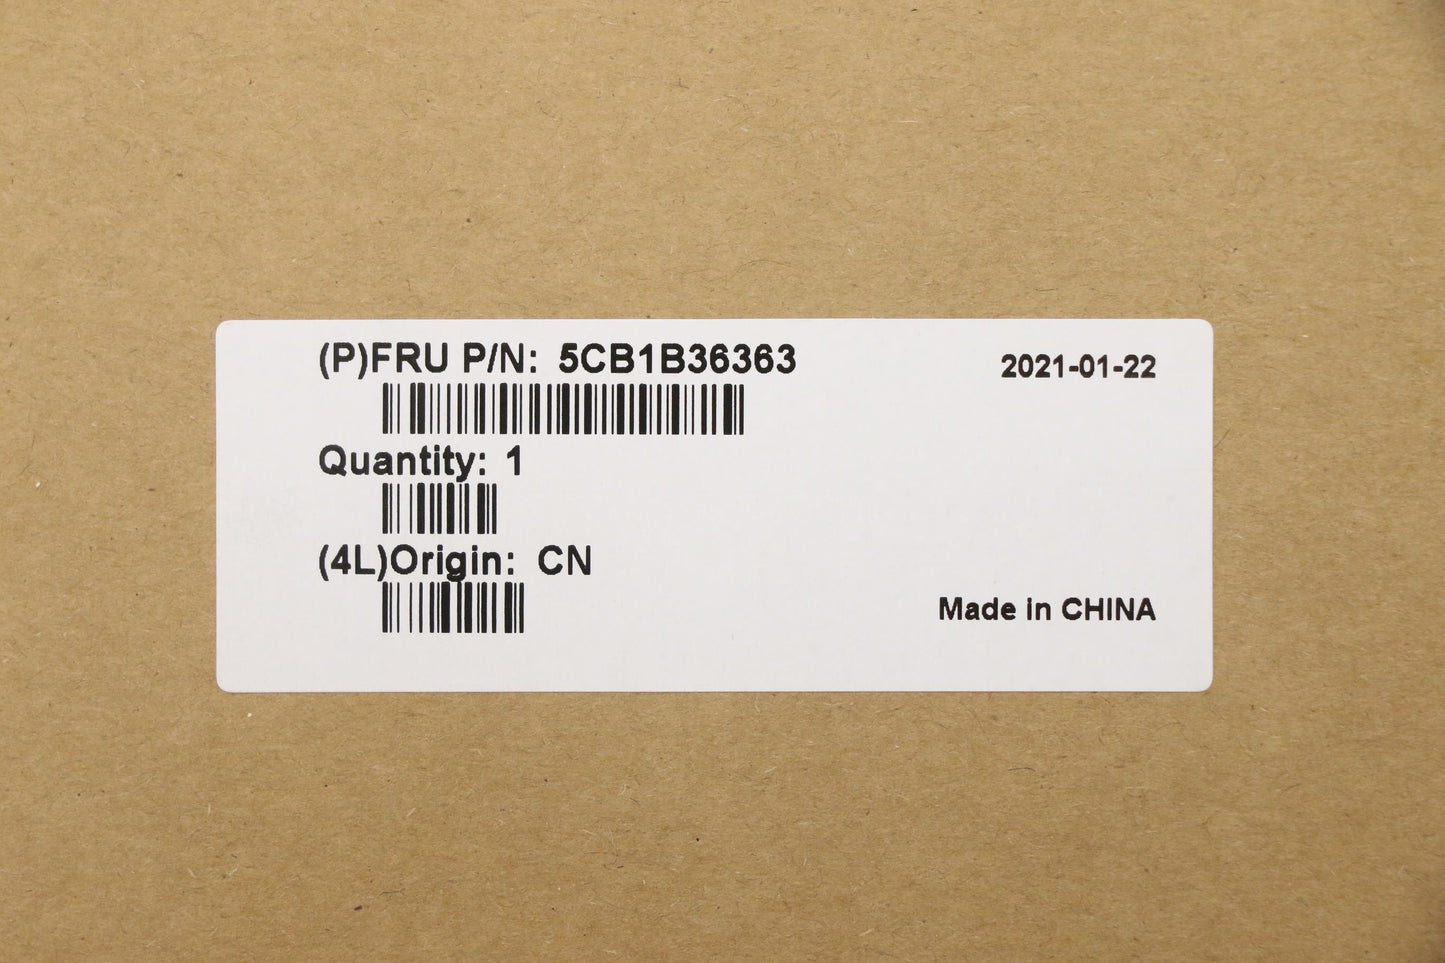 (P)FRU P/N: 5CB1B36363
2021-01-22
Quantity: 1
(4L)Origin: CN
Made in CHINA